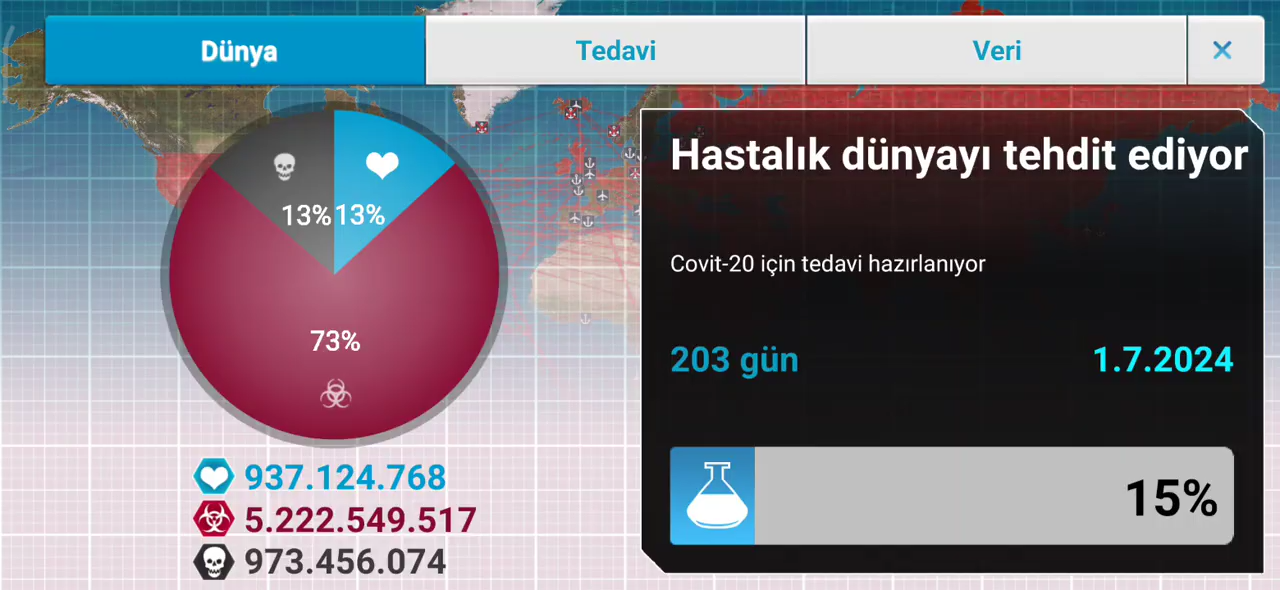 Dünya
Tedavi
Veri
13%
13%
73%
937.124.768
5.222.549.517
973.456.074
Hastalık dünyayı tehdit ediyor
Covit-20 için tedavi hazırlanıyor
203 gün
1.7.2024
15%